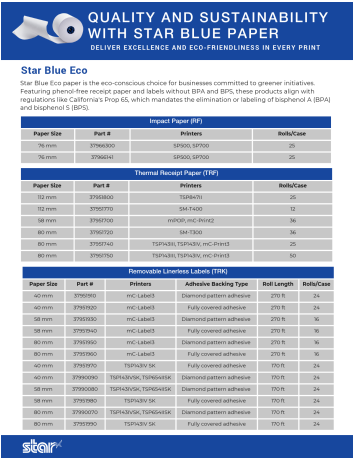 QUALITY AND SUSTAINABILITY
WITH STAR BLUE PAPER
DELIVER EXCELLENCE AND ECO-FRIENDLINESS IN EVERY PRINT
Star Blue Eco
Star Blue Eco paper is the eco-conscious choice for businesses committed to greener initiatives.
Featuring phenol-free receipt paper and labels without BPA and BPS, these products align with
regulations like California's Prop 65, which mandates the elimination or labeling of bisphenol A (BPA)
and bisphenol S (BPS).
Impact Paper (RF)
Paper Size Part # Printers Rolls/Case
76 mm 37966300 SP500, SP700 25
76 mm 37966141 SP500, SP700 25
Thermal Receipt Paper (TRF)
Paper Size Part # Printers Rolls/Case
112 mm 37951800 TSP847II 25
112 mm 37951770 SM-T400 12
58 mm 37951700 mPOP, mC-Print2 36
80 mm 37951720 SM-T300 36
80 mm 37951740 TSP143III, TSP143IV, mC-Print3 25
80 mm 37951750 TSP143III, TSP143IV, mC-Print3 50
Removable Linerless Labels (TRK)
Paper Size Part # Printers Adhesive Backing Type Roll Length Rolls/Case
40 mm 37951910 mC-Label3 Diamond pattern adhesive 270 ft 24
40 mm 37951920 mC-Label3 Fully covered adhesive 270 ft 24
58 mm 37951930 mC-Label3 Diamond pattern adhesive 270 ft 16
58 mm 37951940 mC-Label3 Fully covered adhesive 270 ft 16
80 mm 37951950 mC-Label3 Diamond pattern adhesive 270 ft 16
80 mm 37951960 mC-Label3 Fully covered adhesive 270 ft 16
40 mm 37951970 TSP143IV SK Fully covered adhesive 170 ft 24
40 mm 37990090 TSP143IVSK, TSP654IISK Diamond pattern adhesive 170 ft 24
58 mm 37990080 TSP143IVSK, TSP654IISK Diamond pattern adhesive 170 ft 24
58 mm 37951980 TSP143IV SK Fully covered adhesive 170 ft 24
80 mm 37990070 TSP143IVSK, TSP654IISK Diamond pattern adhesive 170 ft 24
80 mm 37951990 TSP143IV SK Fully covered adhesive 170 ft 24
star